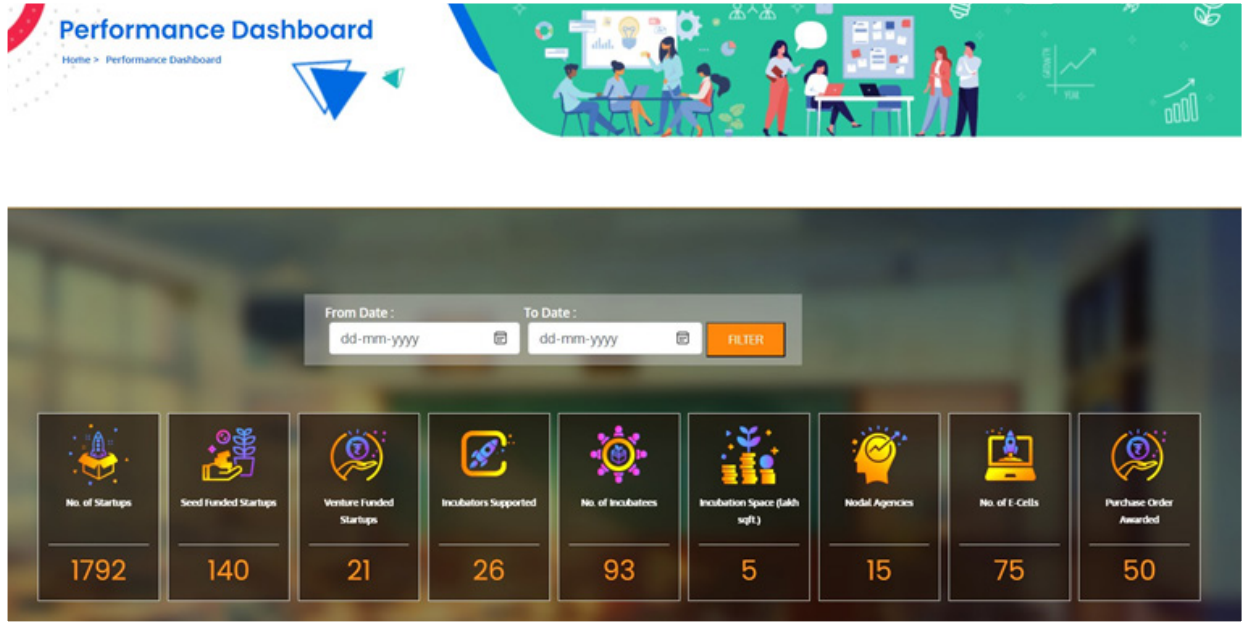 Performance Dashboard
Home > Performance Dashboard
GROWTH
YEAR
From Date :
To Date :
dd-mm-yyyy
dd-mm-yyyy
FILTER
No. of Startups
1792
Seed Funded Startups
140
Venture Funded
Startups
21
Incubators Supported
26
No. of Incubatees
93
Incubation Space (lakh
sqft.)
5
Nodal Agencies
15
No. of E-Cells
75
Purchase Order
Awarded
50